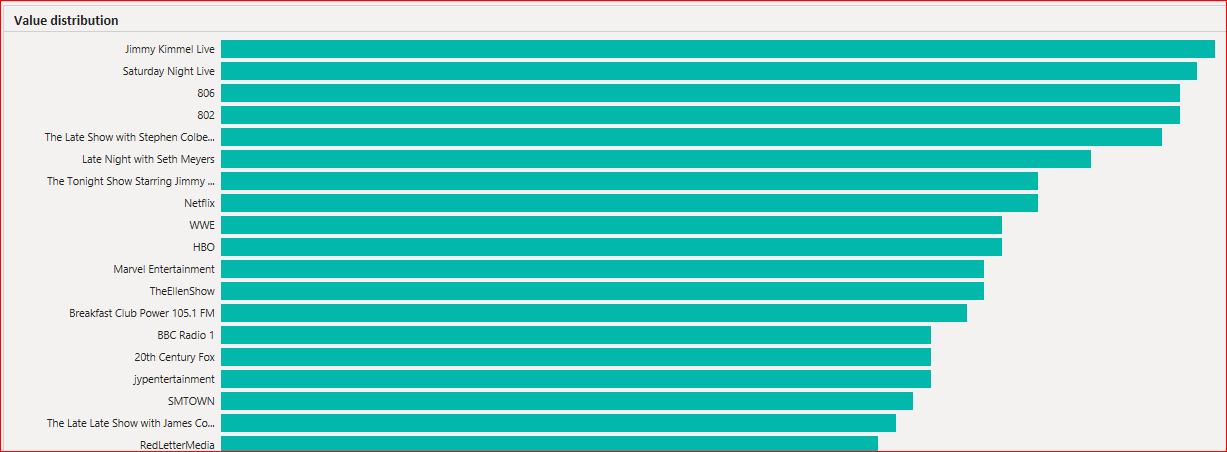 Value distribution
Jimmy Kimmel Live
Saturday Night Live
806
802
The Late Show with Stephen Colbe...
Late Night with Seth Meyers
The Tonight Show Starring Jimmy ...
Netflix
WWE
HBO
Marvel Entertainment
TheEllenShow
Breakfast Club Power 105.1 FM
BBC Radio 1
20th Century Fox
jypentertainment
SMTOWN
The Late Late Show with James Co...
RedLetterMedia